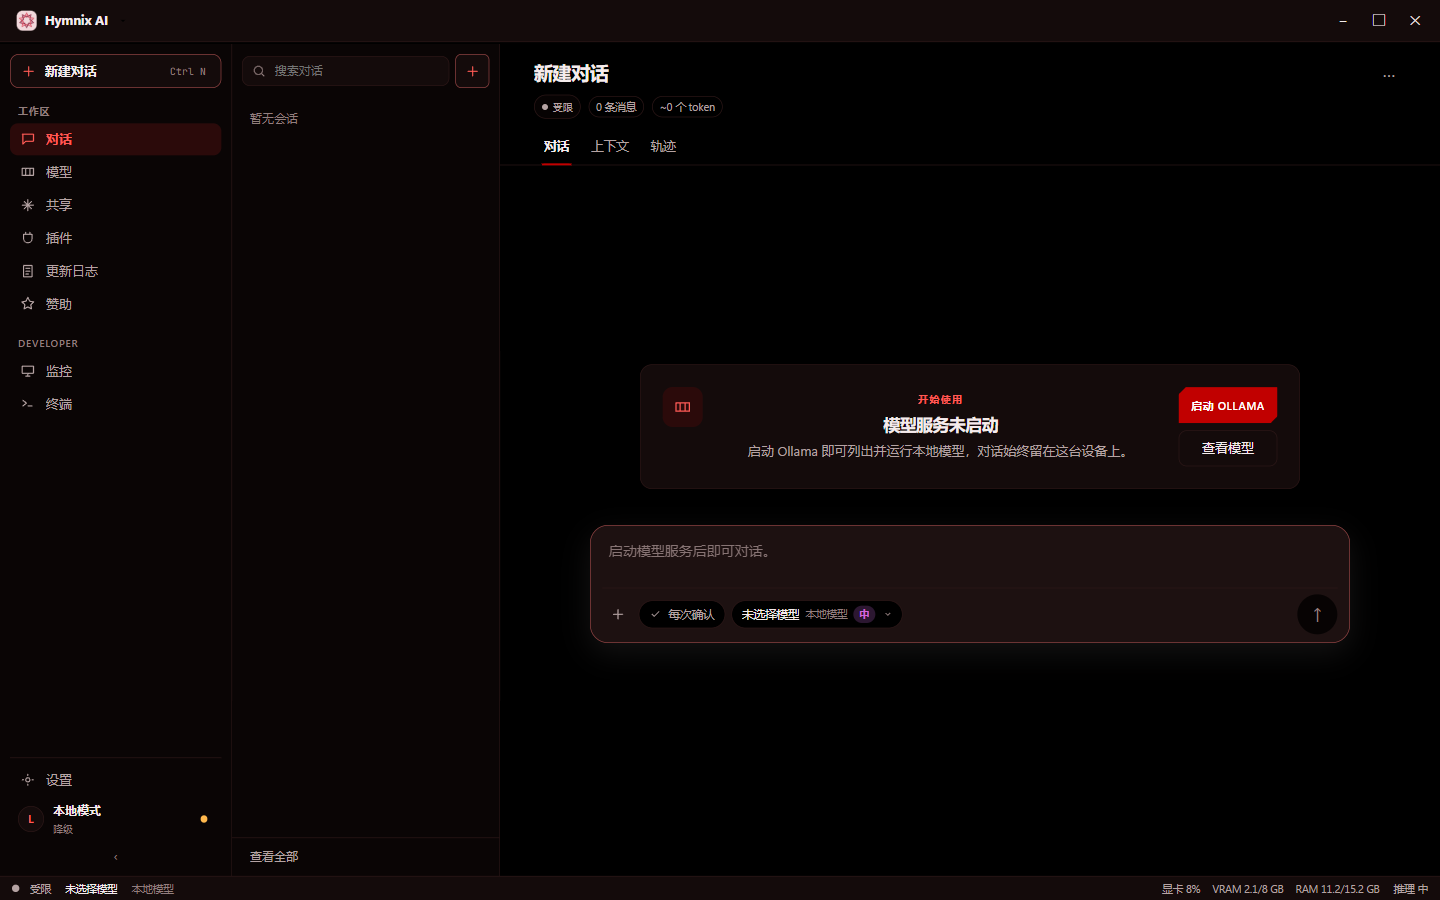 Hymnix AI
新建对话 Ctrl N
工作区
对话
模型
共享
插件
更新日志
赞助
DEVELOPER
监控
终端
设置
L
本地模式
降级
搜索对话
暂无会话
查看全部
新建对话
受限 0 条消息 ~0 个 token
对话 上下文 轨迹
开始使用
模型服务未启动
启动 Ollama 即可列出并运行本地模型，对话始终留在这台设备上。
启动 OLLAMA
查看模型
启动模型服务后即可对话。
每次确认 未选择模型 本地模型 中
受限 未选择模型 本地模型 显卡 8% VRAM 2.1/8 GB RAM 11.2/15.2 GB 推理 中